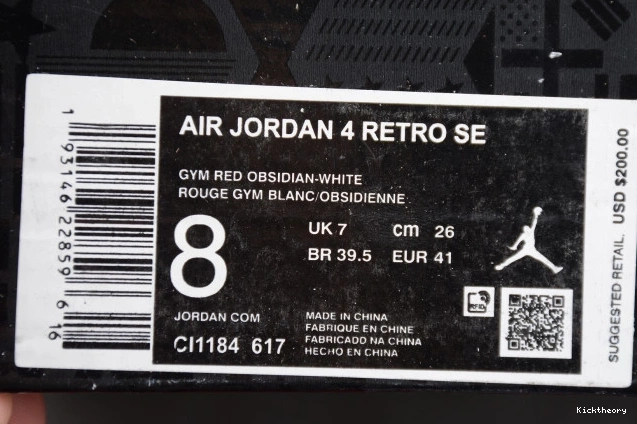 AIR JORDAN 4 RETRO SE
GYM RED OBSIDIAN-WHITE
ROUGE GYM BLANC/OBSIDIENNE
8
UK 7 cm 26
BR 39.5 EUR 41
JORDAN COM
CI1184 617
MADE IN CHINA
FABRIQUE EN CHINE
FABRICADO NA CHINA
HECHO EN CHINA
1 93146 22859 6 16
SUGGESTED RETAIL. USD $200.00
Kicktheory